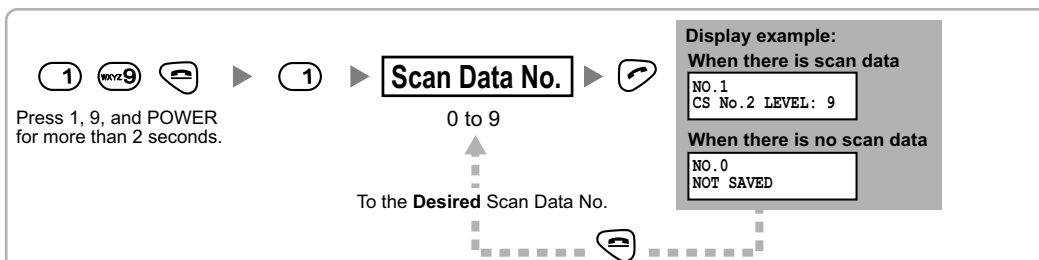 1
WXYZ9
1
Scan Data No.
Press 1, 9, and POWER
for more than 2 seconds.
0 to 9
Display example:
When there is scan data
NO.1
CS No.2 LEVEL: 9
When there is no scan data
NO.0
NOT SAVED
To the Desired Scan Data No.